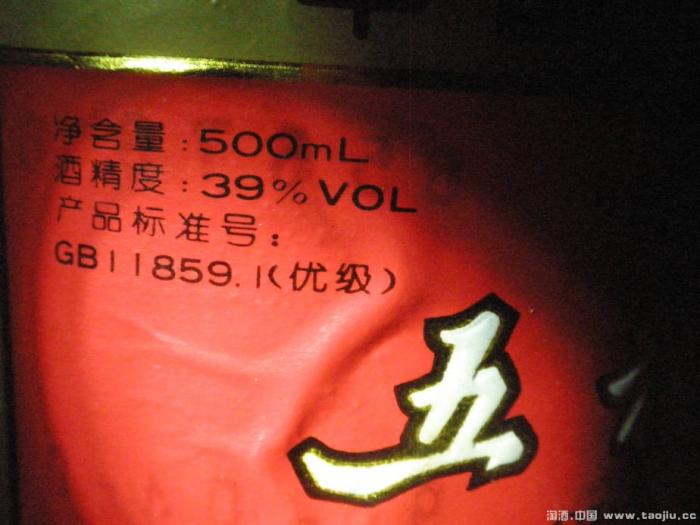 净含量：500mL
酒精度：39%VOL
产品标准号：
GB11859.1(优级)
五
淘酒.中国 www.taojiu.cc